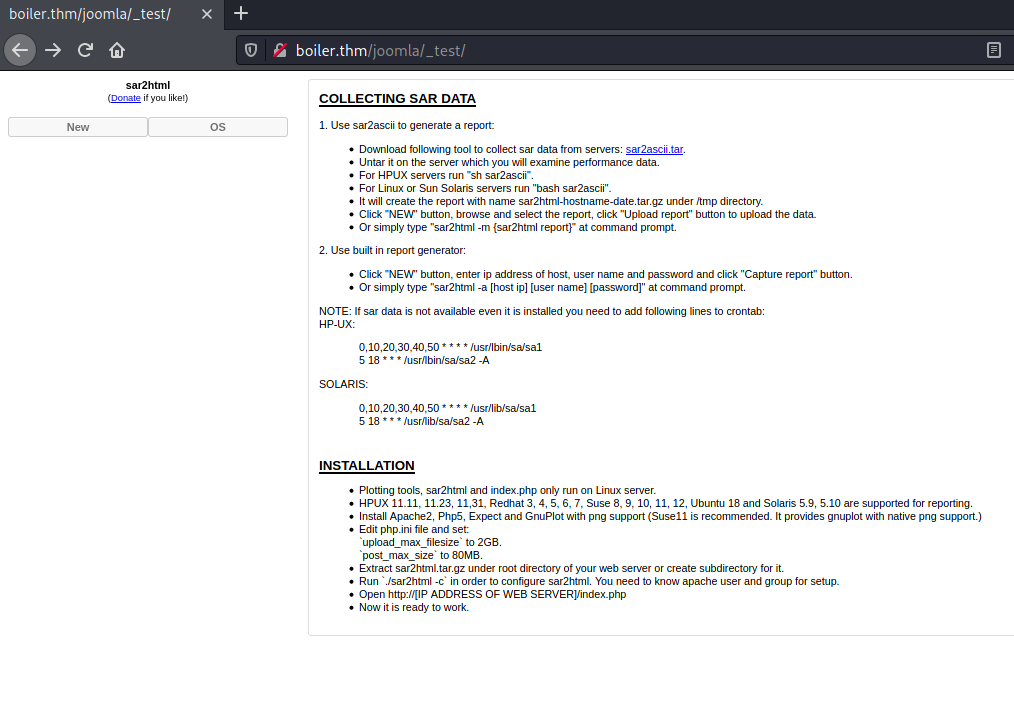 boiler.thm/joomla/_test/
boiler.thm/joomla/_test/
sar2html
(Donate if you like!)
New
OS
COLLECTING SAR DATA
1. Use sar2ascii to generate a report:
Download following tool to collect sar data from servers: sar2ascii.tar.
Untar it on the server which you will examine performance data.
For HPUX servers run "sh sar2ascii".
For Linux or Sun Solaris servers run "bash sar2ascii".
It will create the report with name sar2html-hostname-date.tar.gz under /tmp directory.
Click "NEW" button, browse and select the report, click "Upload report" button to upload the data.
Or simply type "sar2html -m {sar2html report}" at command prompt.
2. Use built in report generator:
Click "NEW" button, enter ip address of host, user name and password and click "Capture report" button.
Or simply type "sar2html -a [host ip] [user name] [password]" at command prompt.
NOTE: If sar data is not available even it is installed you need to add following lines to crontab:
HP-UX:
0,10,20,30,40,50 * * * * /usr/lbin/sa/sa1
5 18 * * * /usr/lbin/sa/sa2 -A
SOLARIS:
0,10,20,30,40,50 * * * * /usr/lib/sa/sa1
5 18 * * * /usr/lib/sa/sa2 -A
INSTALLATION
Plotting tools, sar2html and index.php only run on Linux server.
HPUX 11.11, 11.23, 11,31, Redhat 3, 4, 5, 6, 7, Suse 8, 9, 10, 11, 12, Ubuntu 18 and Solaris 5.9, 5.10 are supported for reporting.
Install Apache2, Php5, Expect and GnuPlot with png support (Suse11 is recommended. It provides gnuplot with native png support.)
Edit php.ini file and set:
`upload_max_filesize` to 2GB.
`post_max_size` to 80MB.
Extract sar2html.tar.gz under root directory of your web server or create subdirectory for it.
Run `./sar2html -c` in order to configure sar2html. You need to know apache user and group for setup.
Open http://[IP ADDRESS OF WEB SERVER]/index.php
Now it is ready to work.